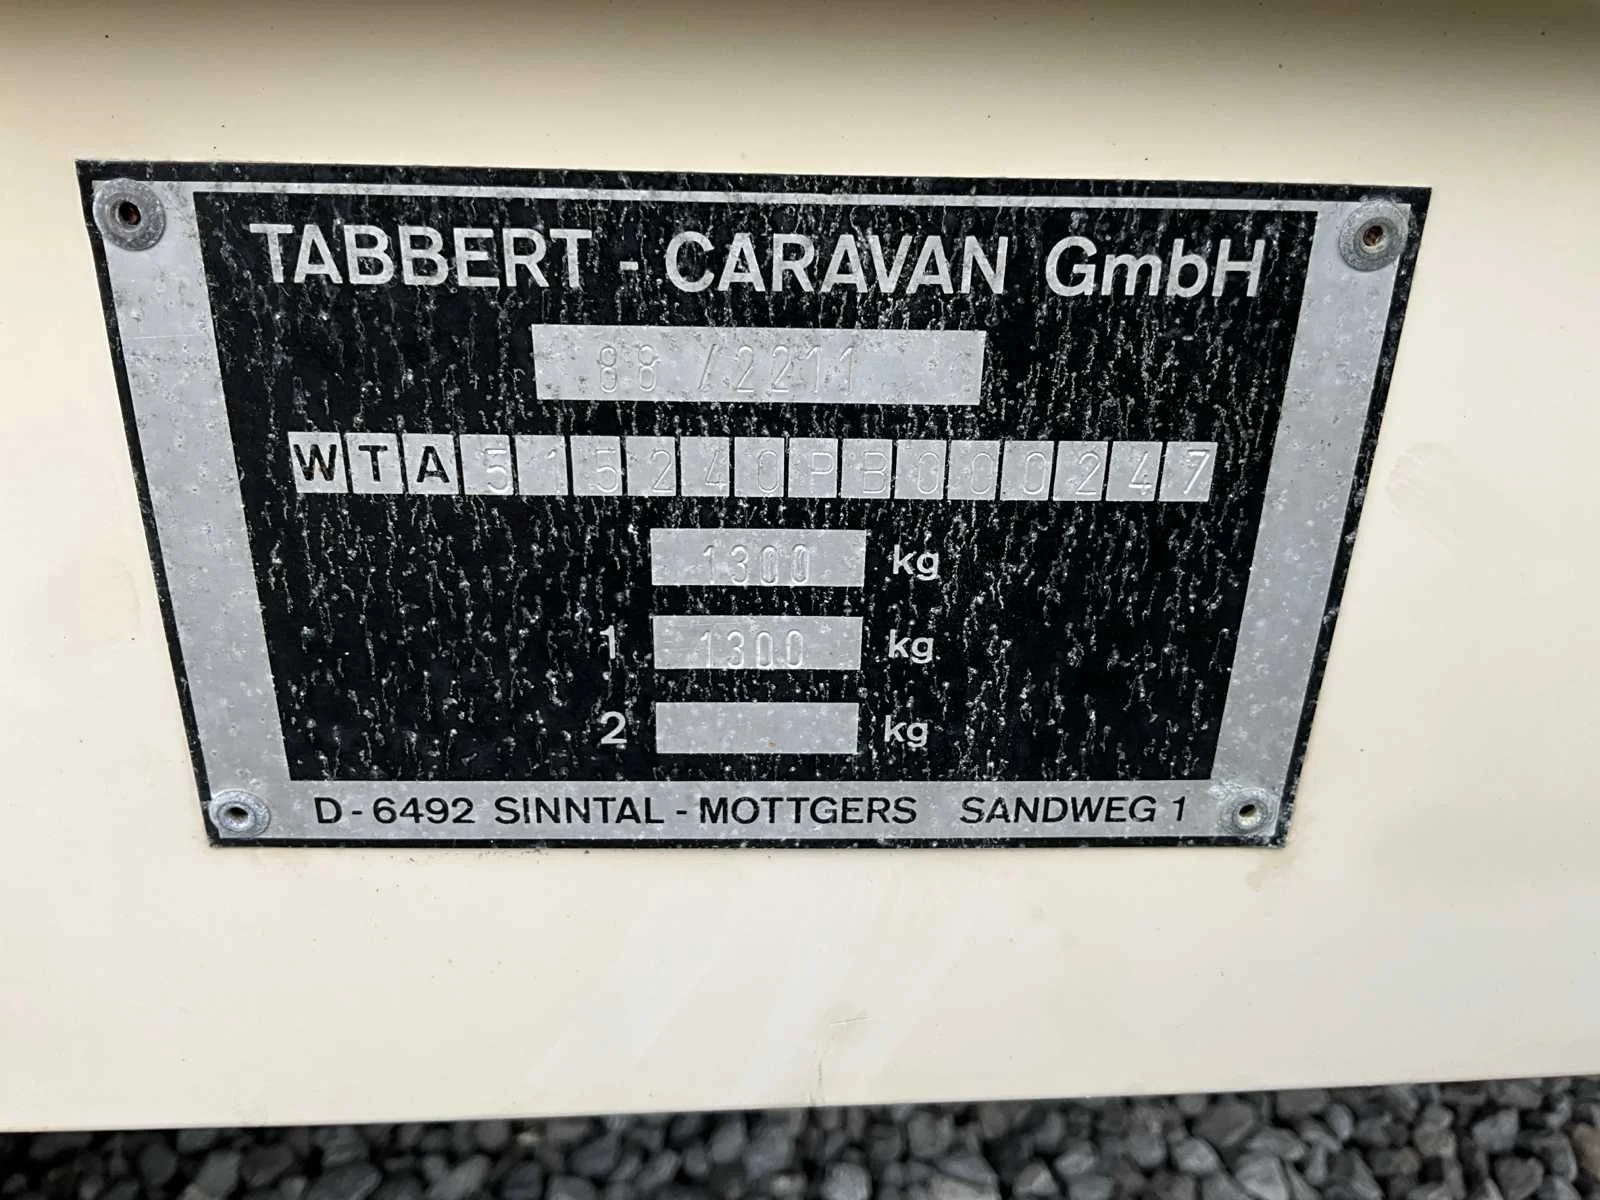 TABBERT - CARAVAN GmbH
88 /2211
WTA515240PB000247
1300 kg
1 1300 kg
2 kg
D - 6492 SINNTAL - MOTTGERS SANDWEG 1